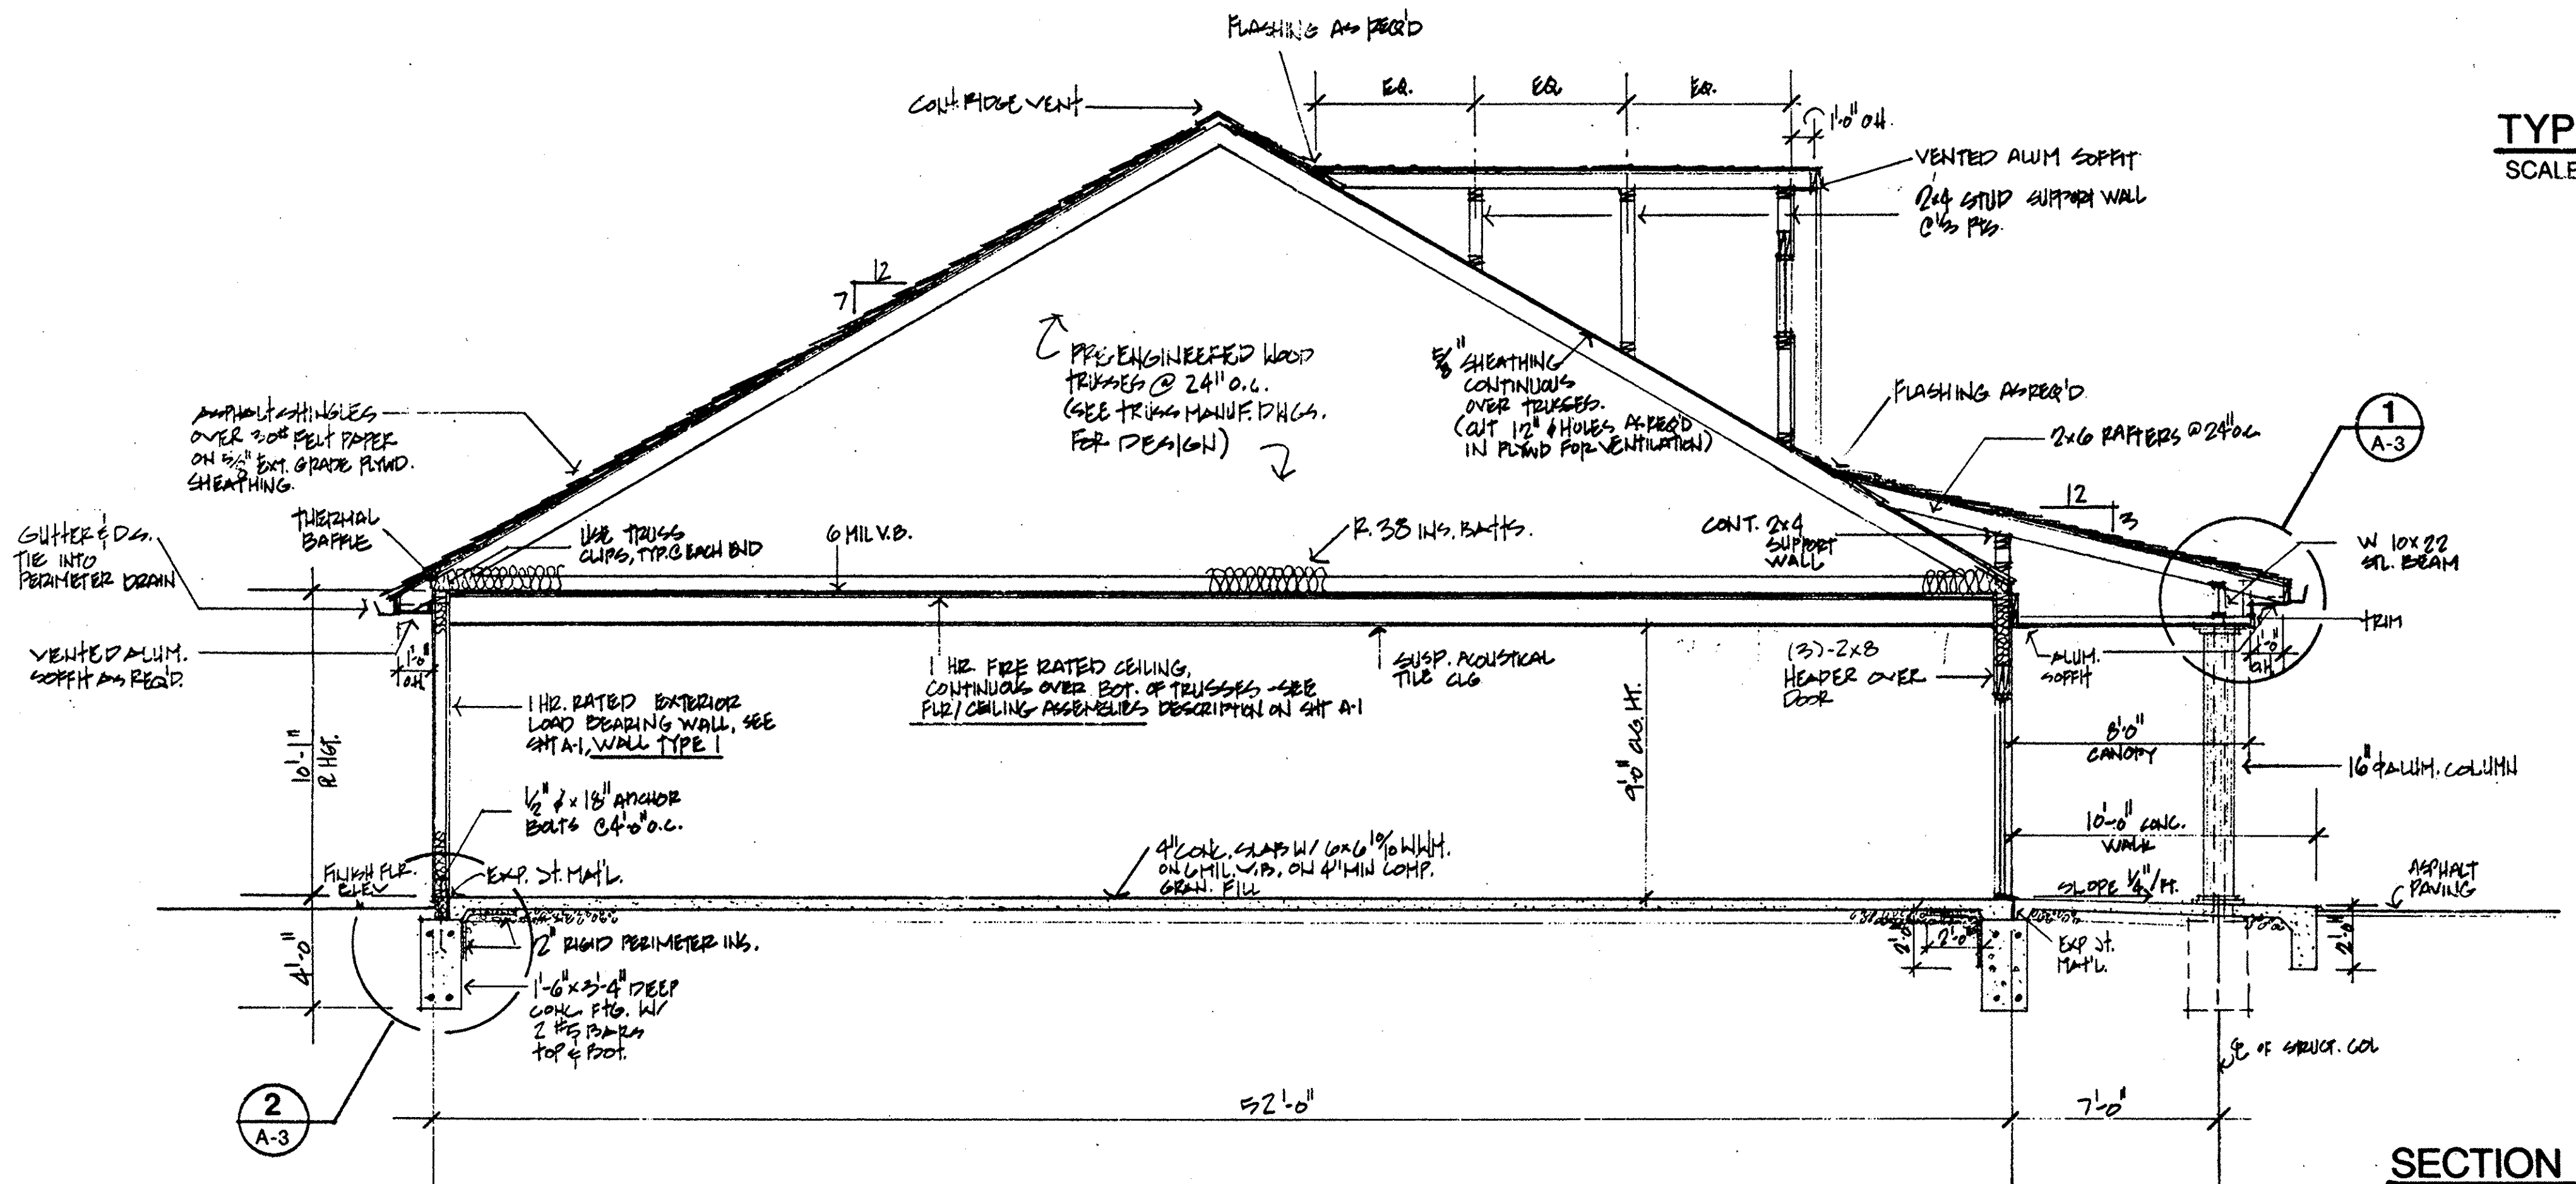 FLASHING AS REQ'D
CONT. RIDGE VENT
EQ.
EQ.
EQ.
1'-0" O.H.
TYP
SCALE
VENTED ALUM SOFFIT
2x4 STUD SUPPORT WALL
@ 1/3 PTS.
12
7
PRE-ENGINEERED WOOD
TRUSSES @ 24" O.C.
(SEE TRUSS MANUF. DWGS.
FOR DESIGN)
5/8" SHEATHING
CONTINUOUS
OVER TRUSSES.
(CUT 12" ϕ HOLES AS REQ'D
IN PLYWD FOR VENTILATION)
FLASHING AS REQ'D
2x6 RAFTERS @ 24" O.C.
1
A-3
ASPHALT SHINGLES
OVER 30# FELT PAPER
ON 5/8" EXT. GRADE PLYWD.
SHEATHING.
THERMAL
BAFFLE
GUTTER & D.S.
TIE INTO
PERIMETER DRAIN
USE TRUSS
CLIPS, TYP. @ EACH END
6 MIL V.B.
R. 38 INS. BATTS.
CONT. 2x4
SUPPORT
WALL
12
3
W 10x22
STL. BEAM
TRIM
VENTED ALUM.
SOFFIT AS REQ'D.
1'-0"
OH
1 HR. FIRE RATED CEILING,
CONTINUOUS OVER BOT. OF TRUSSES - SEE
FLR/CEILING ASSEMBLIES DESCRIPTION ON SHT A-1
SUSP. ACOUSTICAL
TILE CLG
(3)-2x8
HEADER OVER
DOOR
ALUM.
SOFFIT
1'-0"
OH
1 HR. RATED EXTERIOR
LOAD BEARING WALL, SEE
SHT A-1, WALL TYPE 1
10'-1"
PL HGT.
9'-0" CLG. HT.
8'-0"
CANOPY
16" ϕ ALUM. COLUMN
1/2" ϕ x 18" ANCHOR
BOLTS @ 4'-0" O.C.
10'-0" CONC.
WALK
4" CONC. SLAB W/ 6x6 10/10 W.W.M.
ON 6 MIL. V.B. ON 4" MIN COMP.
GRAN. FILL
FINISH FLR.
ELEV
EXP. JT. MAT'L.
SLOPE 1/4"/FT.
ASPHALT
PAVING
2" RIGID PERIMETER INS.
4'-0"
2'-0"
2'-0"
EXP JT.
MAT'L.
2'-0"
1'-6" x 3'-4" DEEP
CONC. FTG. W/
2 #5 BARS
TOP & BOT.
℄ OF STRUCT. COL
2
A-3
52'-0"
7'-0"
SECTION